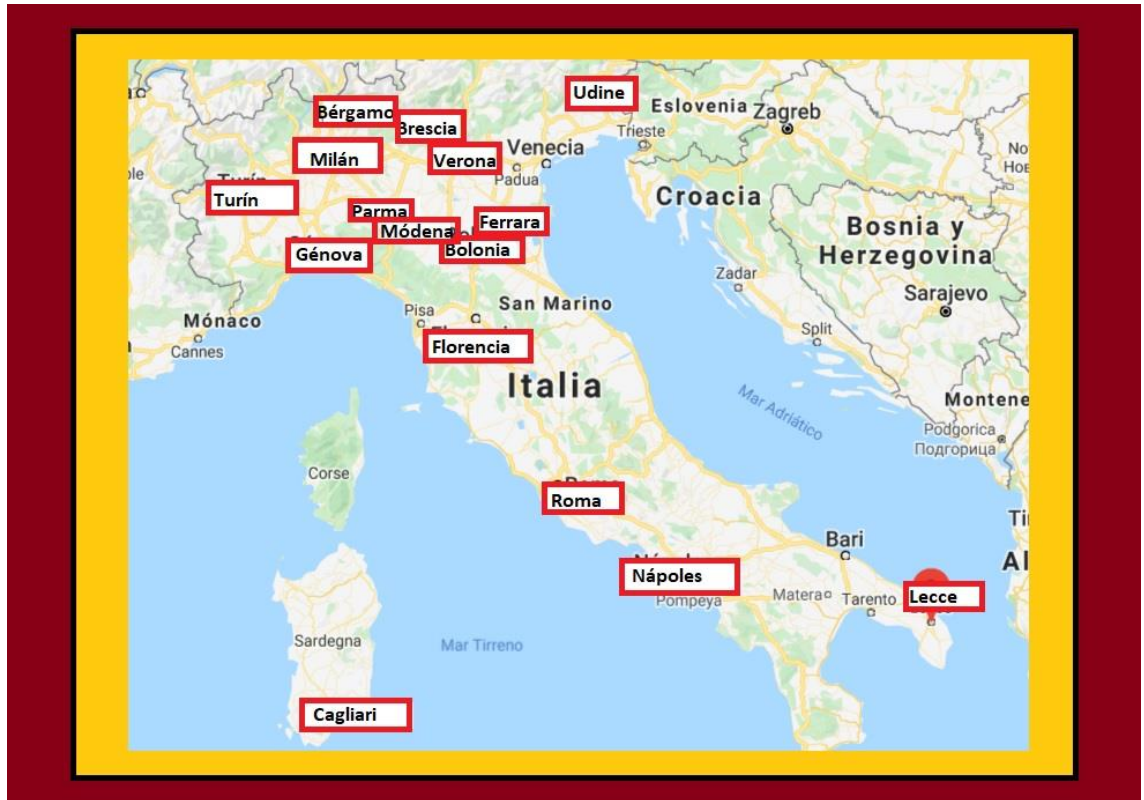 Udine
Eslovenia
Zagreb
Bérgamo
Brescia
Trieste
Venecia
Milán
Verona
Padua
Turín
Croacia
Parma
Ferrara
Módena
Bolonia
Bosnia y
Herzegovina
Génova
Zadar
Sarajevo
San Marino
Pisa
Mónaco
Split
Cannes
Florencia
Italia
Mar Adriático
Montene
Podgorica
Подгорица
Corse
Roma
Bari
Nápoles
Pompeya
Matera
Tarento
Lecce
Sardegna
Mar Tirreno
Cagliari